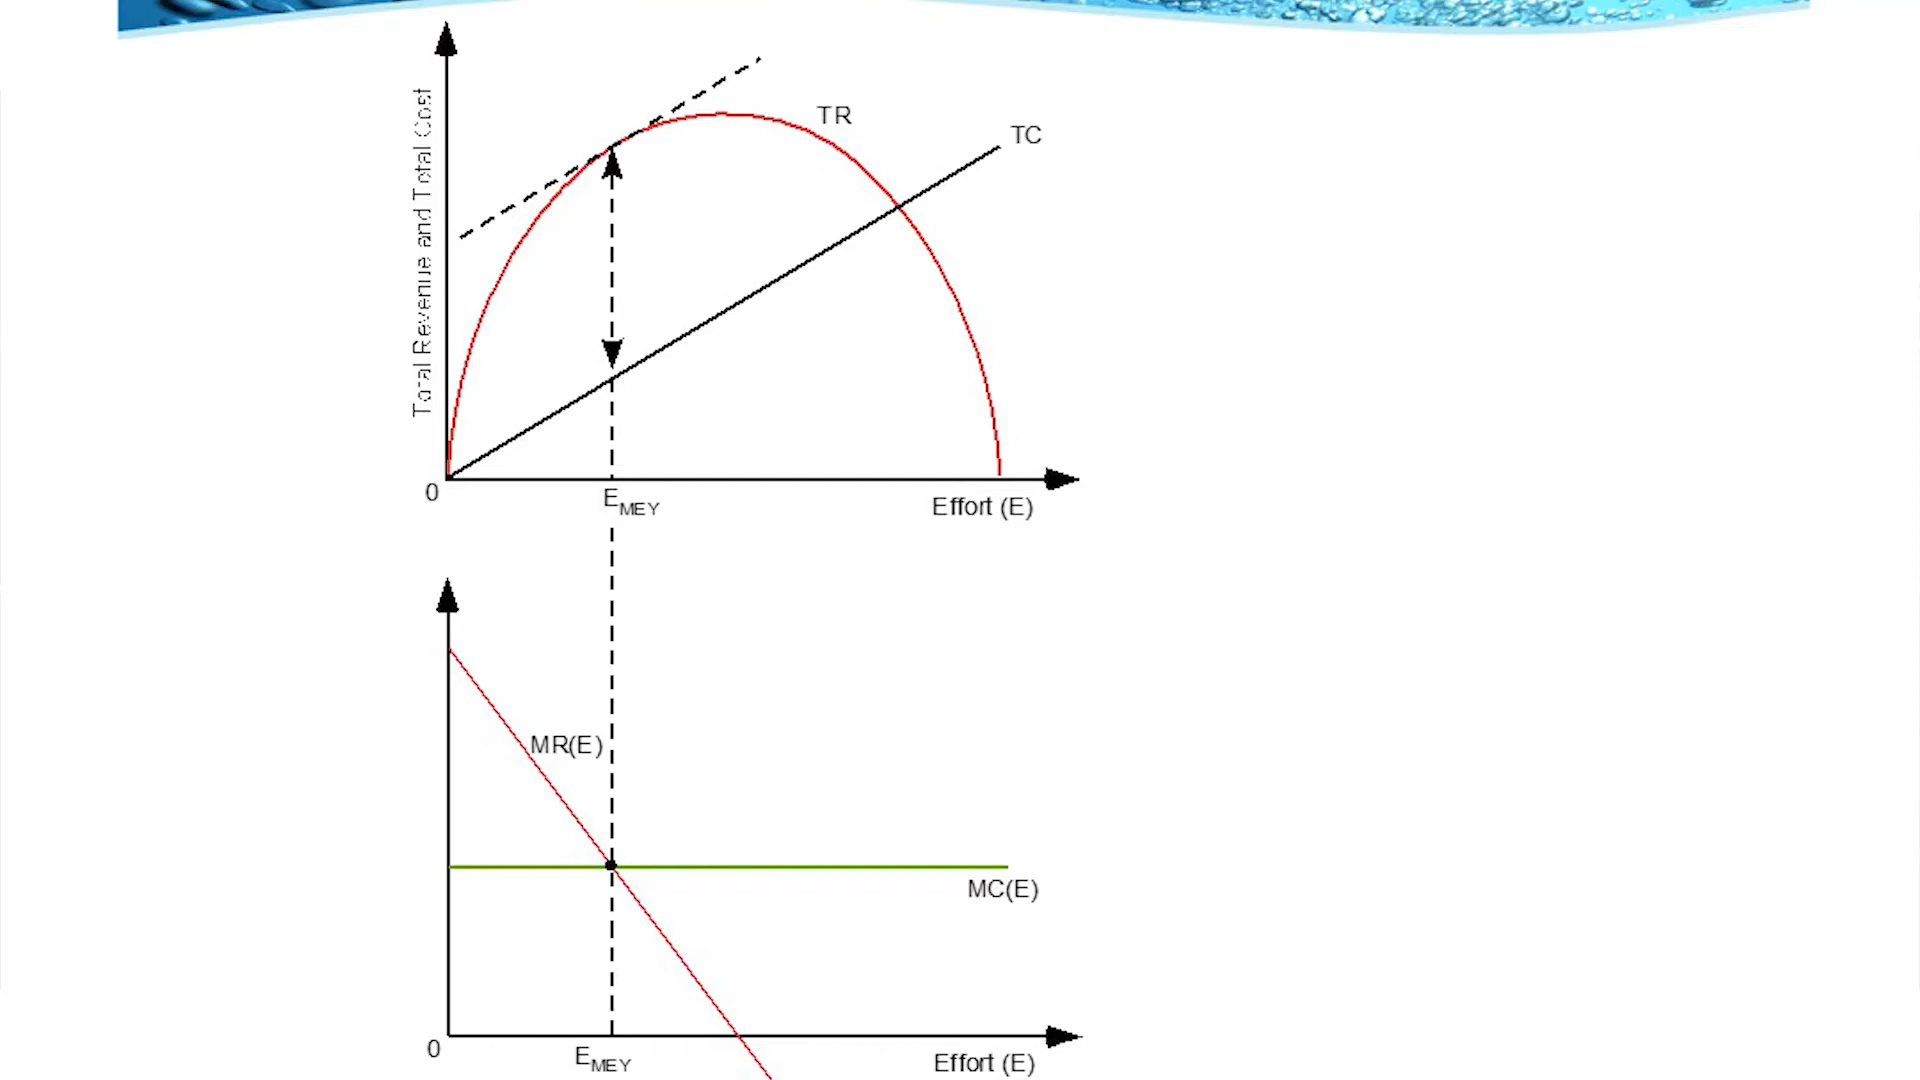 Total Revenue and Total Cost
TR
TC
0
E_MEY
Effort (E)
MR(E)
MC(E)
0
E_MEY
Effort (E)